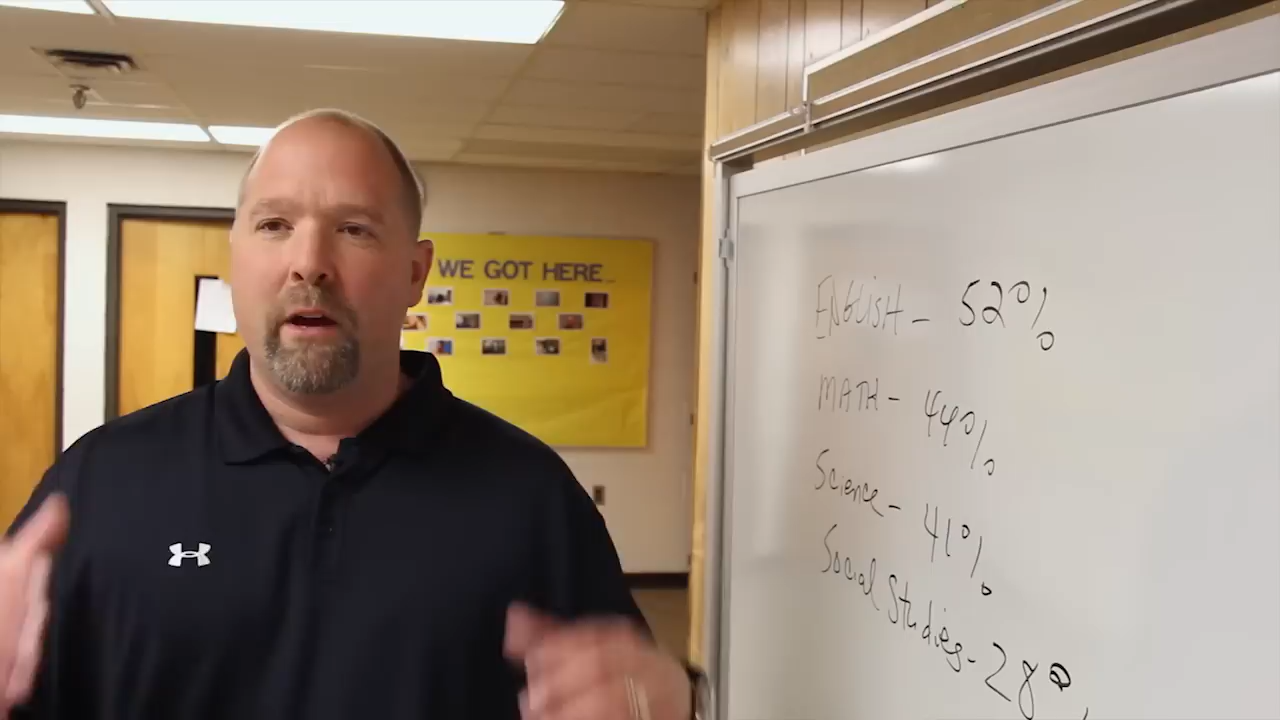 WE GOT HERE...
ENGLISH - 52%
MATH - 44%
Science - 41%
Social Studies - 28%